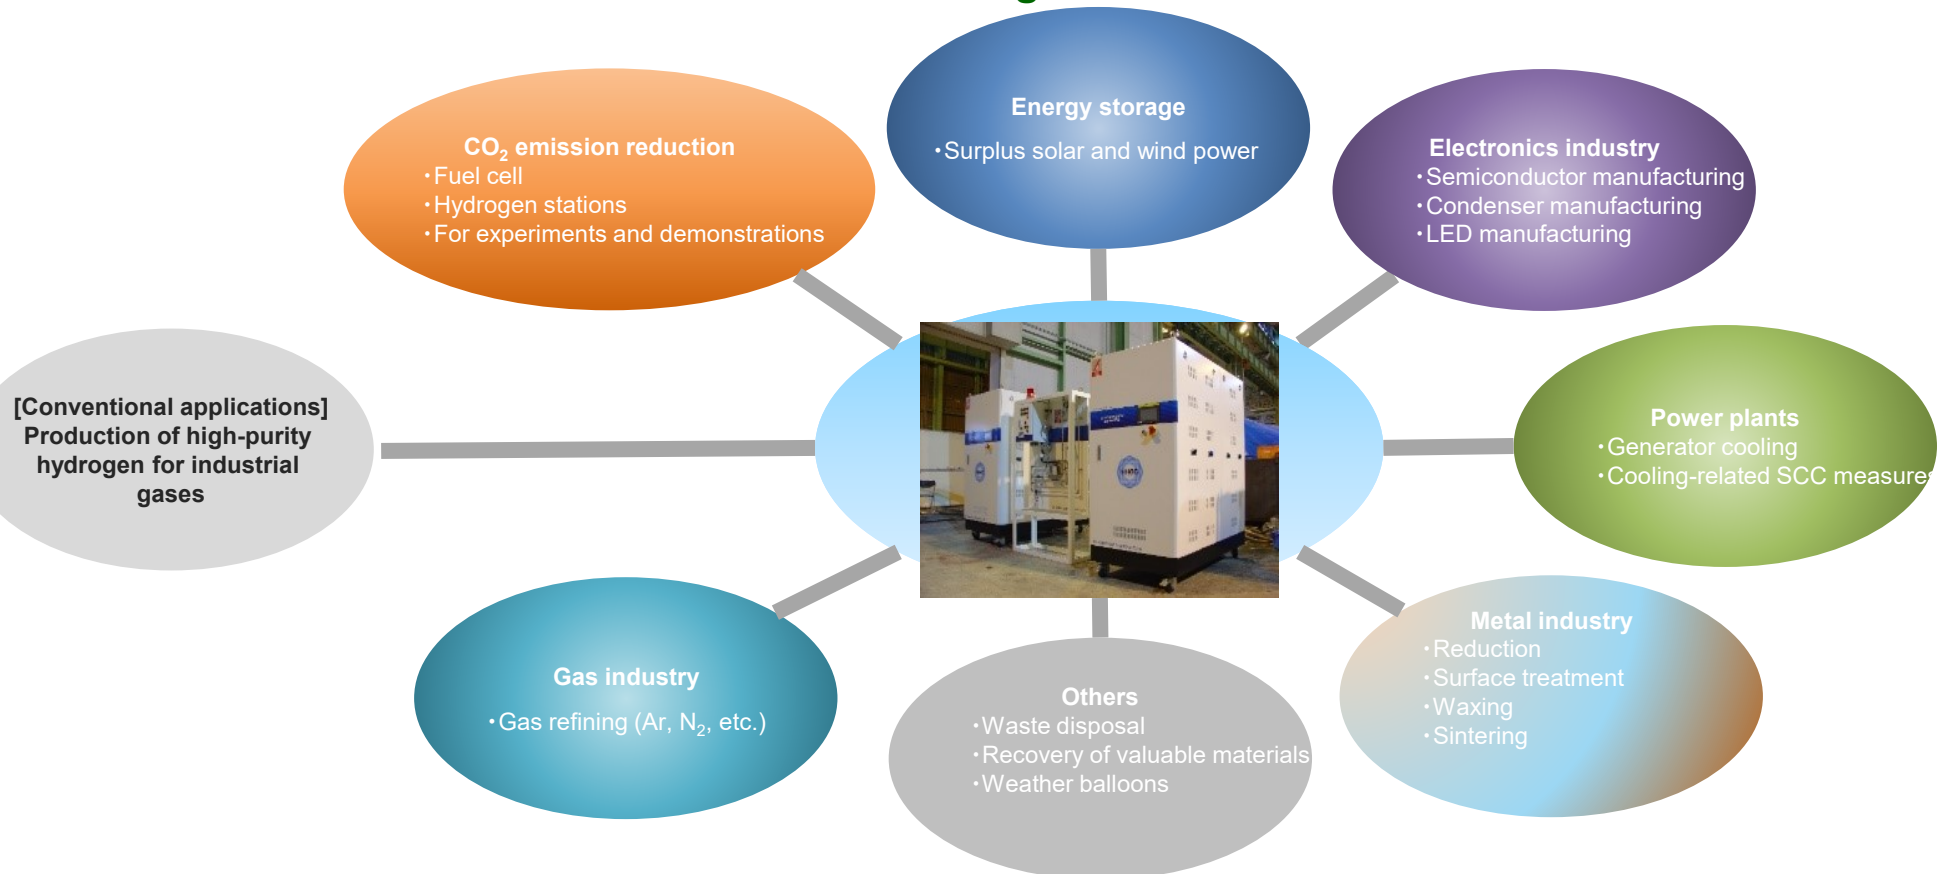 Energy storage
・Surplus solar and wind power
CO₂ emission reduction
・Fuel cell
・Hydrogen stations
・For experiments and demonstrations
Electronics industry
・Semiconductor manufacturing
・Condenser manufacturing
・LED manufacturing
[Conventional applications]
Production of high-purity
hydrogen for industrial
gases
Power plants
・Generator cooling
・Cooling-related SCC measures
Gas industry
・Gas refining (Ar, N₂, etc.)
Others
・Waste disposal
・Recovery of valuable materials
・Weather balloons
Metal industry
・Reduction
・Surface treatment
・Waxing
・Sintering